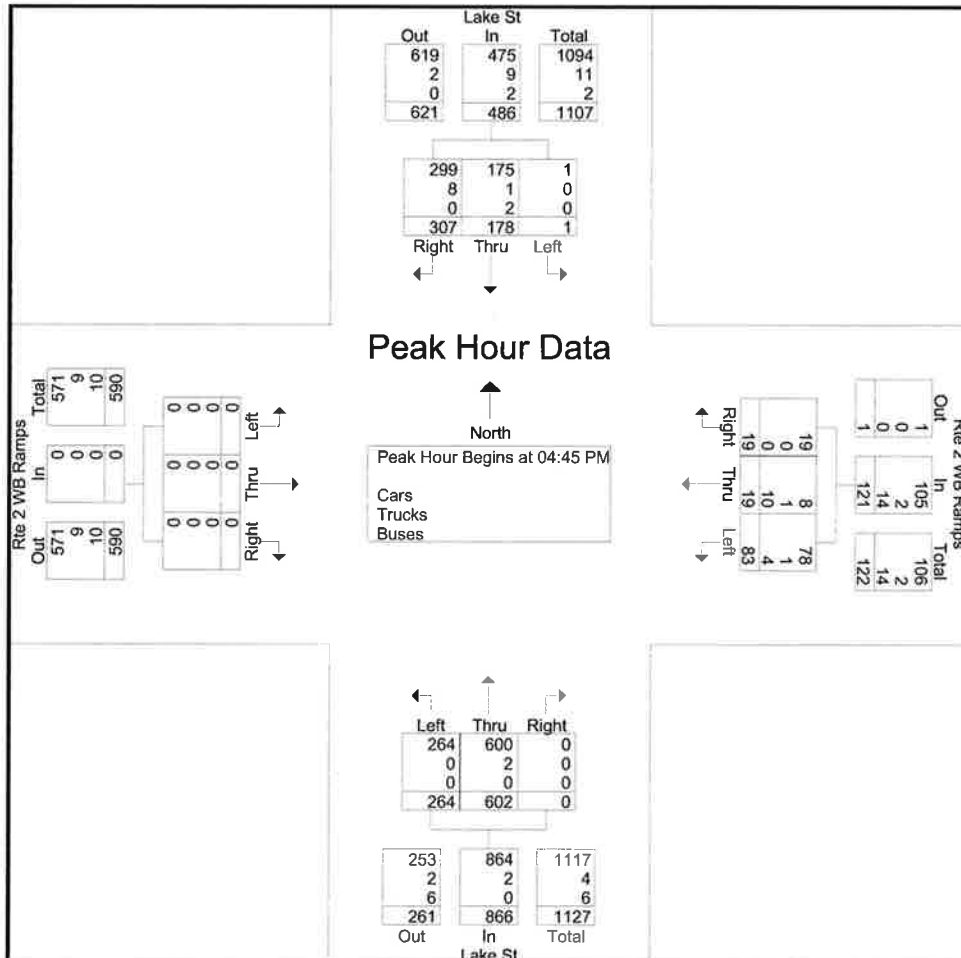 Lake St
Out In Total
619 475 1094
2 9 11
0 2 2
621 486 1107
299 175 1
8 1 0
0 2 0
307 178 1
Right Thru Left
Peak Hour Data
North
Peak Hour Begins at 04:45 PM
Cars
Trucks
Buses
Rte 2 WB Ramps
Out In Total
571 0 571
9 0 9
10 0 10
590 0 590
Left Thru Right
0 0 0
0 0 0
0 0 0
0 0 0
Rte 2 WB Ramps
Out In Total
1 105 106
0 2 2
0 14 14
1 121 122
Right Thru Left
19 8 78
0 1 1
0 10 4
19 19 83
Left Thru Right
264 600 0
0 2 0
0 0 0
264 602 0
253 864 1117
2 2 4
6 0 6
261 866 1127
Out In Total
Lake St